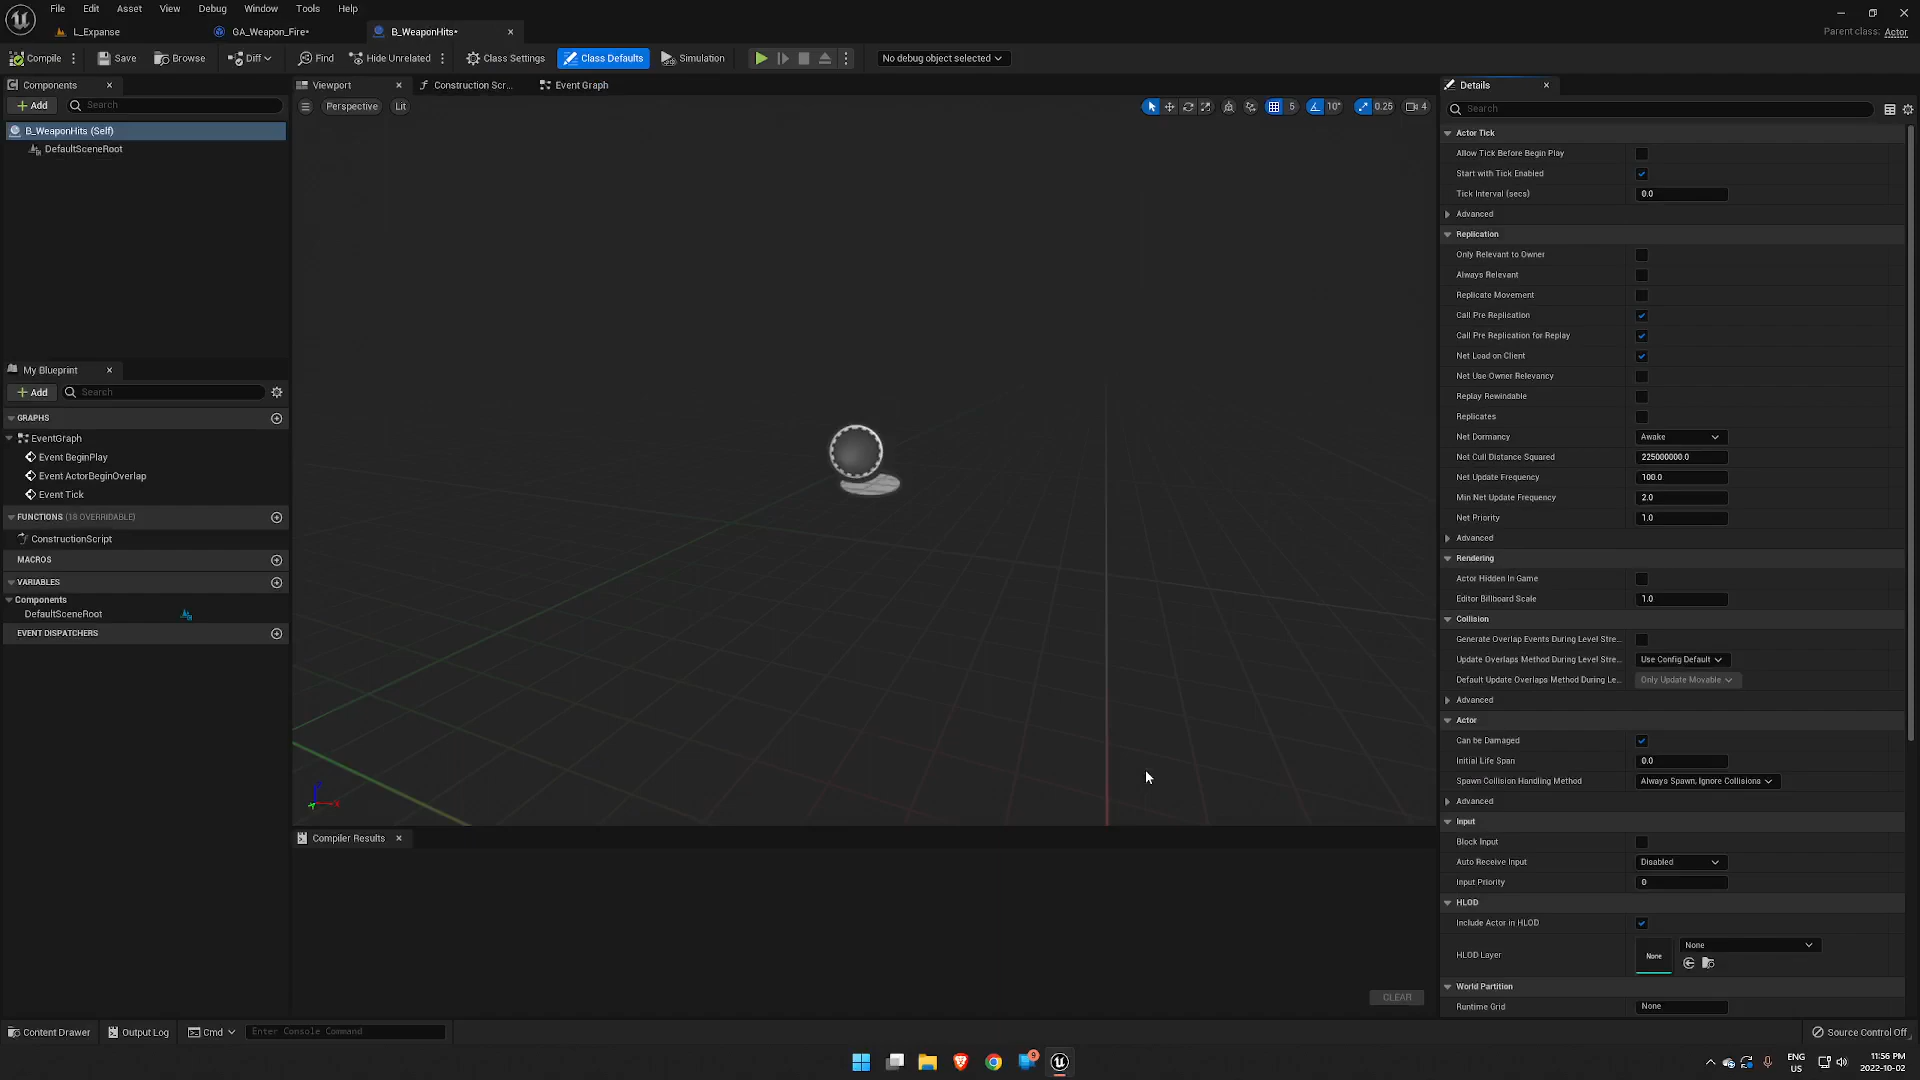 File Edit Asset View Debug Window Tools Help
L_Expanse GA_Weapon_Fire* B_WeaponHits*
Parent class: Actor
Compile Save Browse Diff Find Hide Unrelated Class Settings Class Defaults Simulation No debug object selected
Components
Add Search
B_WeaponHits (Self)
DefaultSceneRoot
My Blueprint
Add Search
GRAPHS
EventGraph
Event BeginPlay
Event ActorBeginOverlap
Event Tick
FUNCTIONS (18 OVERRIDABLE)
ConstructionScript
MACROS
VARIABLES
Components
DefaultSceneRoot
EVENT DISPATCHERS
Viewport Construction Scr... Event Graph
Perspective Lit 5 10° 0.25 4
Compiler Results
CLEAR
Details
Search
Actor Tick
Allow Tick Before Begin Play
Start with Tick Enabled
Tick Interval (secs) 0.0
Advanced
Replication
Only Relevant to Owner
Always Relevant
Replicate Movement
Call Pre Replication
Call Pre Replication for Replay
Net Load on Client
Net Use Owner Relevancy
Replay Rewindable
Replicates
Net Dormancy Awake
Net Cull Distance Squared 225000000.0
Net Update Frequency 100.0
Min Net Update Frequency 2.0
Net Priority 1.0
Advanced
Rendering
Actor Hidden In Game
Editor Billboard Scale 1.0
Collision
Generate Overlap Events During Level Stre...
Update Overlaps Method During Level Stre... Use Config Default
Default Update Overlaps Method During Le... Only Update Movable
Advanced
Actor
Can be Damaged
Initial Life Span 0.0
Spawn Collision Handling Method Always Spawn, Ignore Collisions
Advanced
Input
Block Input
Auto Receive Input Disabled
Input Priority 0
HLOD
Include Actor in HLOD
HLOD Layer None None
World Partition
Runtime Grid None
Content Drawer Output Log Cmd Enter Console Command Source Control Off
9
ENG
US
11:56 PM
2022-10-02